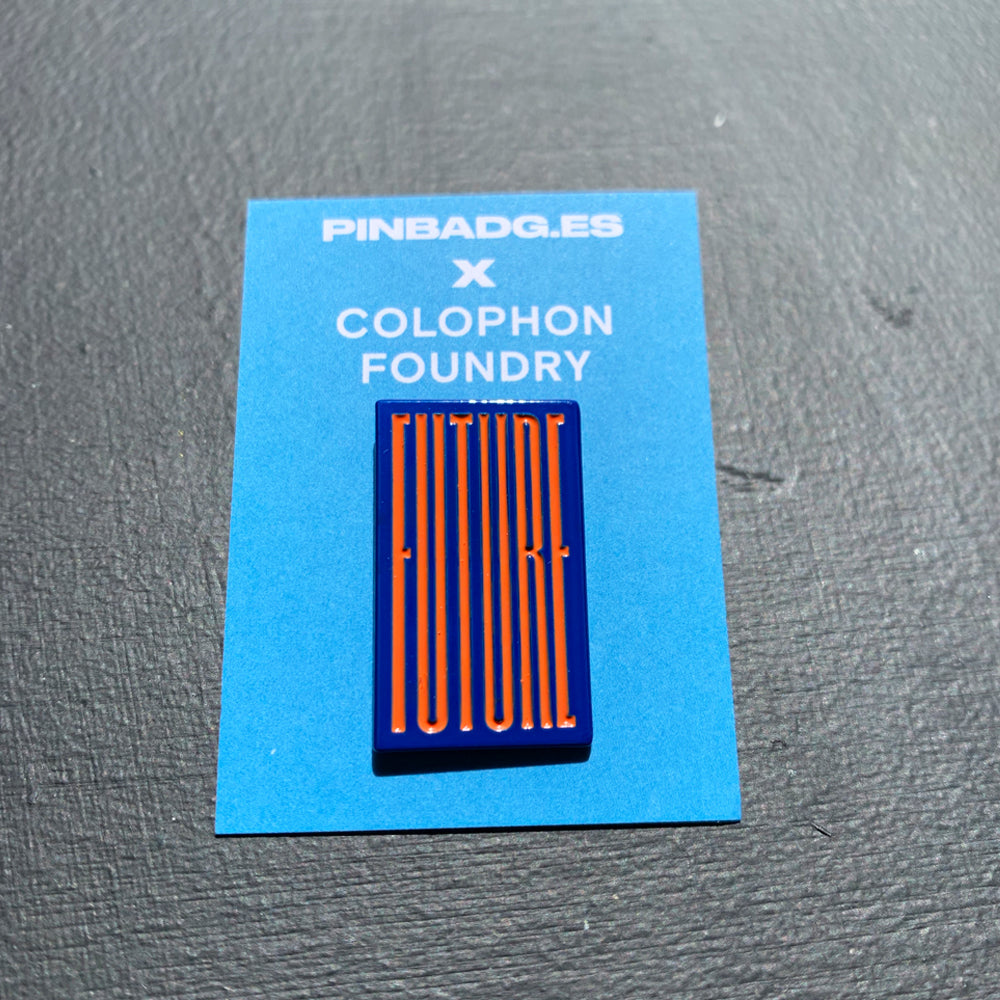 PINBADG.ES
X
COLOPHON
FOUNDRY
FUTURE